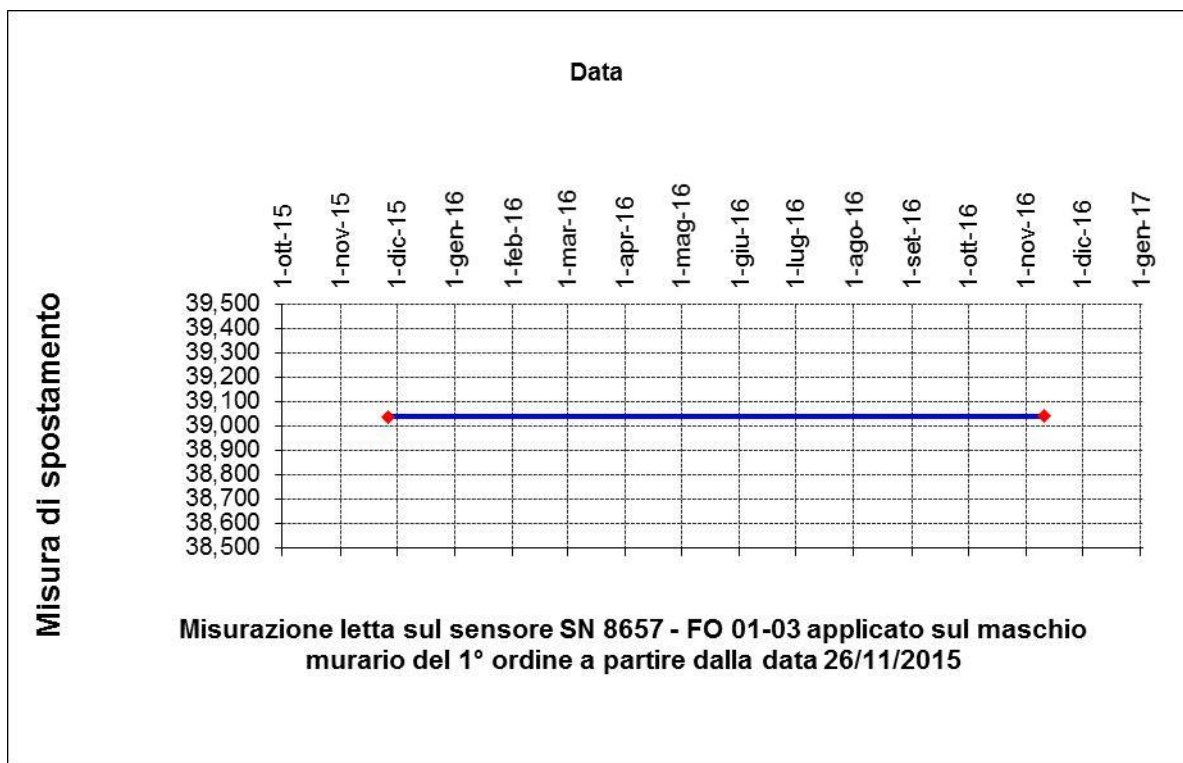 Data
1-ott-15
1-nov-15
1-dic-15
1-gen-16
1-feb-16
1-mar-16
1-apr-16
1-mag-16
1-giu-16
1-lug-16
1-ago-16
1-set-16
1-ott-16
1-nov-16
1-dic-16
1-gen-17
Misura di spostamento
39,500
39,400
39,300
39,200
39,100
39,000
38,900
38,800
38,700
38,600
38,500
Misurazione letta sul sensore SN 8657 - FO 01-03 applicato sul maschio
murario del 1° ordine a partire dalla data 26/11/2015